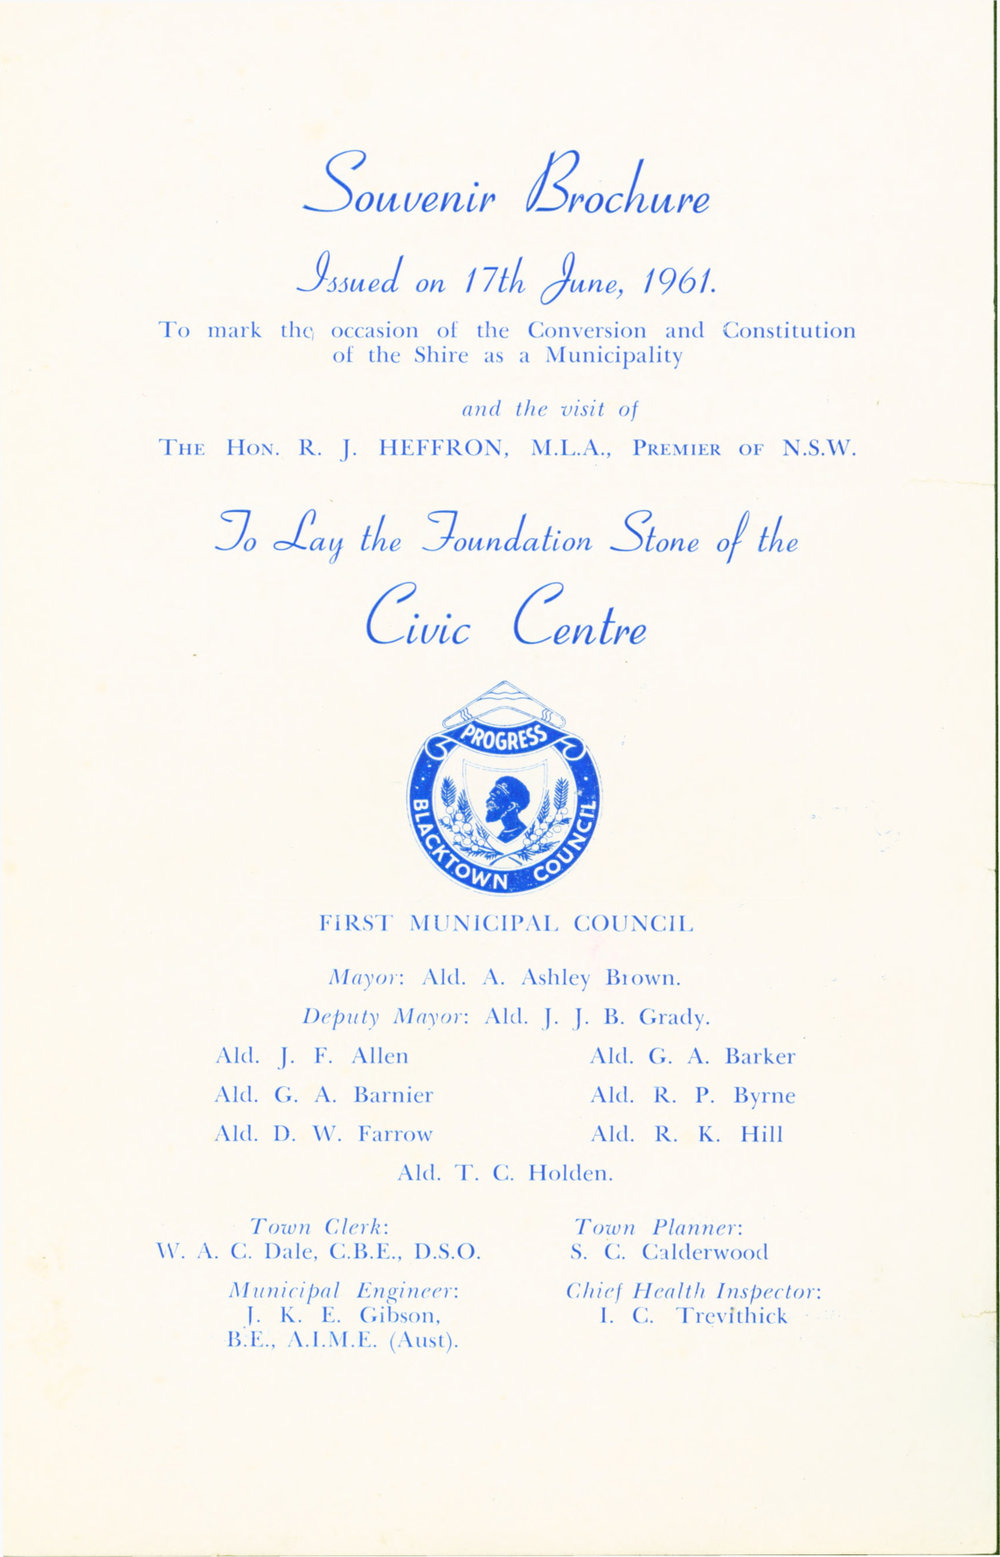 Souvenir Brochure
Issued on 17th June, 1961.
To mark the occasion of the Conversion and Constitution
of the Shire as a Municipality
and the visit of
The Hon. R. J. HEFFRON, M.L.A., Premier of N.S.W.
To Lay the Foundation Stone of the
Civic Centre
PROGRESS
BLACKTOWN COUNCIL
FIRST MUNICIPAL COUNCIL
Mayor: Ald. A. Ashley Brown.
Deputy Mayor: Ald. J. J. B. Grady.
Ald. J. F. Allen
Ald. G. A. Barker
Ald. G. A. Barnier
Ald. R. P. Byrne
Ald. D. W. Farrow
Ald. R. K. Hill
Ald. T. C. Holden.
Town Clerk:
W. A. C. Dale, C.B.E., D.S.O.
Town Planner:
S. C. Calderwood
Municipal Engineer:
J. K. E. Gibson,
B.E., A.I.M.E. (Aust).
Chief Health Inspector:
I. C. Trevithick